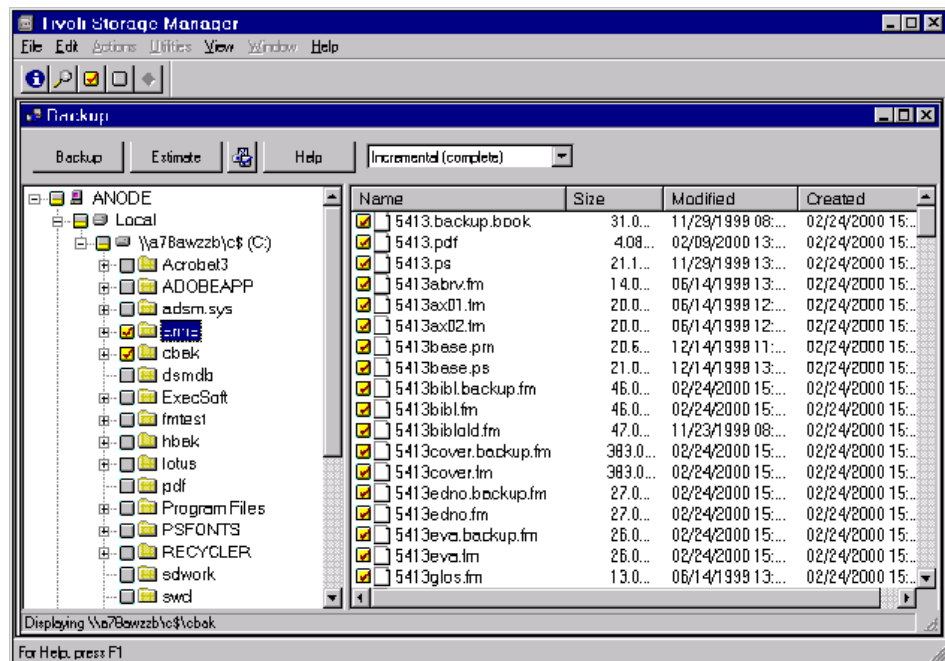 Tivoli Storage Manager
File Edit Actions Utilities View Window Help
Backup
Backup Estimate Help Incremental (complete)
ANODE
Local
\\a78awzzb\c$ (C:)
Acrobat3
ADOBEAPP
adsm.sys
cbak
dsmdb
ExecSoft
fmtest
hbak
lotus
pdf
Program Files
PSFONTS
RECYCLER
sdwork
swd
Name Size Modified Created
5413.backup.book 31.0... 11/29/1999 08:... 02/24/2000 15:...
5413.pdf 4.08... 02/09/2000 13:... 02/24/2000 15:...
5413.ps 21.1... 11/29/1999 13:... 02/24/2000 15:...
5413abrv.fm 14.0... 06/14/1999 13:... 02/24/2000 15:...
5413ax01.fm 20.0... 06/14/1999 12:... 02/24/2000 15:...
5413ax02.fm 20.0... 06/14/1999 12:... 02/24/2000 15:...
5413base.prn 20.6... 12/14/1999 11:... 02/24/2000 15:...
5413base.ps 21.0... 12/14/1999 13:... 02/24/2000 15:...
5413bibl.backup.fm 46.0... 02/24/2000 15:... 02/24/2000 15:...
5413bibl.fm 46.0... 02/24/2000 15:... 02/24/2000 15:...
5413biblold.fm 47.0... 11/23/1999 08:... 02/24/2000 15:...
5413cover.backup.fm 383.0... 02/24/2000 15:... 02/24/2000 15:...
5413cover.fm 383.0... 02/24/2000 15:... 02/24/2000 15:...
5413edno.backup.fm 27.0... 02/24/2000 15:... 02/24/2000 15:...
5413edno.fm 27.0... 02/24/2000 15:... 02/24/2000 15:...
5413eva.backup.fm 26.0... 02/24/2000 15:... 02/24/2000 15:...
5413eva.fm 26.0... 02/24/2000 15:... 02/24/2000 15:...
5413glos.fm 13.0... 06/14/1999 13:... 02/24/2000 15:...
Displaying \\a78awzzb\c$\cbak
For Help, press F1